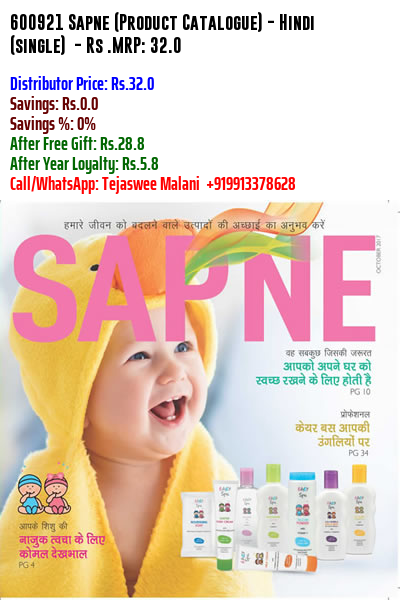 600921 Sapne (Product Catalogue) - Hindi
(single) - Rs .MRP: 32.0
Distributor Price: Rs.32.0
Savings: Rs.0.0
Savings %: 0%
After Free Gift: Rs.28.8
After Year Loyalty: Rs.5.8
Call/WhatsApp: Tejaswee Malani +919913378628
हमारे जीवन को बदलने वाले उत्पादों की अच्छाई का अनुभव करें
SAPNE
OCTOBER 2017
वह सबकुछ जिसकी जरूरत
आपको अपने घर को
स्वच्छ रखने के लिए होती है
PG 10
प्रोफेशनल
केयर बस आपकी
उंगलियों पर
PG 34
आपके शिशु की
नाजुक त्वचा के लिए
कोमल देखभाल
PG 4
BABY
Spa